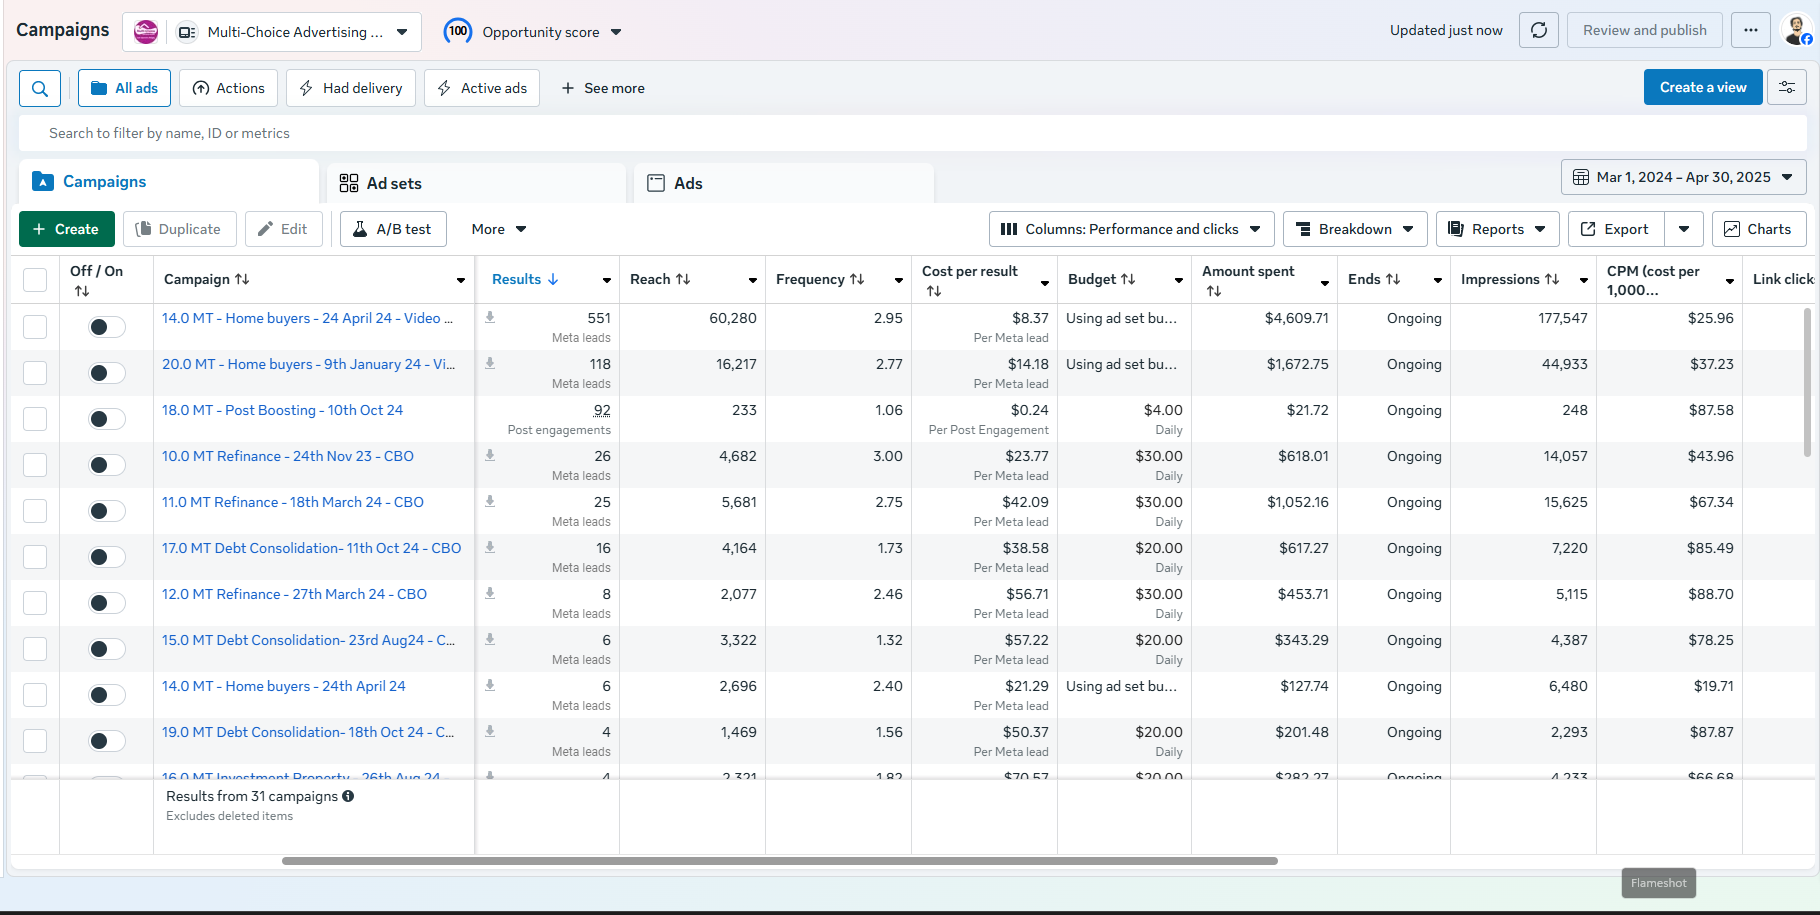 Campaigns
Multi-Choice Advertising ...
100
Opportunity score
Updated just now
Review and publish
All ads
Actions
Had delivery
Active ads
See more
Create a view
Search to filter by name, ID or metrics
Campaigns
Ad sets
Ads
Mar 1, 2024 – Apr 30, 2025
Create
Duplicate
Edit
A/B test
More
Columns: Performance and clicks
Breakdown
Reports
Export
Charts
Off / On
Campaign
Results
Reach
Frequency
Cost per result
Budget
Amount spent
Ends
Impressions
CPM (cost per 1,000...
Link click
14.0 MT - Home buyers - 24 April 24 - Video ... 551 60,280 2.95 $8.37 Using ad set bu... $4,609.71 Ongoing 177,547 $25.96
Meta leads Per Meta lead
20.0 MT - Home buyers - 9th January 24 - Vi... 118 16,217 2.77 $14.18 Using ad set bu... $1,672.75 Ongoing 44,933 $37.23
Meta leads Per Meta lead
18.0 MT - Post Boosting - 10th Oct 24 92 233 1.06 $0.24 $4.00 $21.72 Ongoing 248 $87.58
Post engagements Per Post Engagement Daily
10.0 MT Refinance - 24th Nov 23 - CBO 26 4,682 3.00 $23.77 $30.00 $618.01 Ongoing 14,057 $43.96
Meta leads Per Meta lead Daily
11.0 MT Refinance - 18th March 24 - CBO 25 5,681 2.75 $42.09 $30.00 $1,052.16 Ongoing 15,625 $67.34
Meta leads Per Meta lead Daily
17.0 MT Debt Consolidation- 11th Oct 24 - CBO 16 4,164 1.73 $38.58 $20.00 $617.27 Ongoing 7,220 $85.49
Meta leads Per Meta lead Daily
12.0 MT Refinance - 27th March 24 - CBO 8 2,077 2.46 $56.71 $30.00 $453.71 Ongoing 5,115 $88.70
Meta leads Per Meta lead Daily
15.0 MT Debt Consolidation- 23rd Aug24 - C... 6 3,322 1.32 $57.22 $20.00 $343.29 Ongoing 4,387 $78.25
Meta leads Per Meta lead Daily
14.0 MT - Home buyers - 24th April 24 6 2,696 2.40 $21.29 Using ad set bu... $127.74 Ongoing 6,480 $19.71
Meta leads Per Meta lead
19.0 MT Debt Consolidation- 18th Oct 24 - C... 4 1,469 1.56 $50.37 $20.00 $201.48 Ongoing 2,293 $87.87
Meta leads Per Meta lead Daily
16.0 MT Investment Property - 26th Aug 24 4 2,321 1.82 $70.57 $20.00 $282.27 Ongoing 4,233 $66.68
Results from 31 campaigns
Excludes deleted items
Flameshot